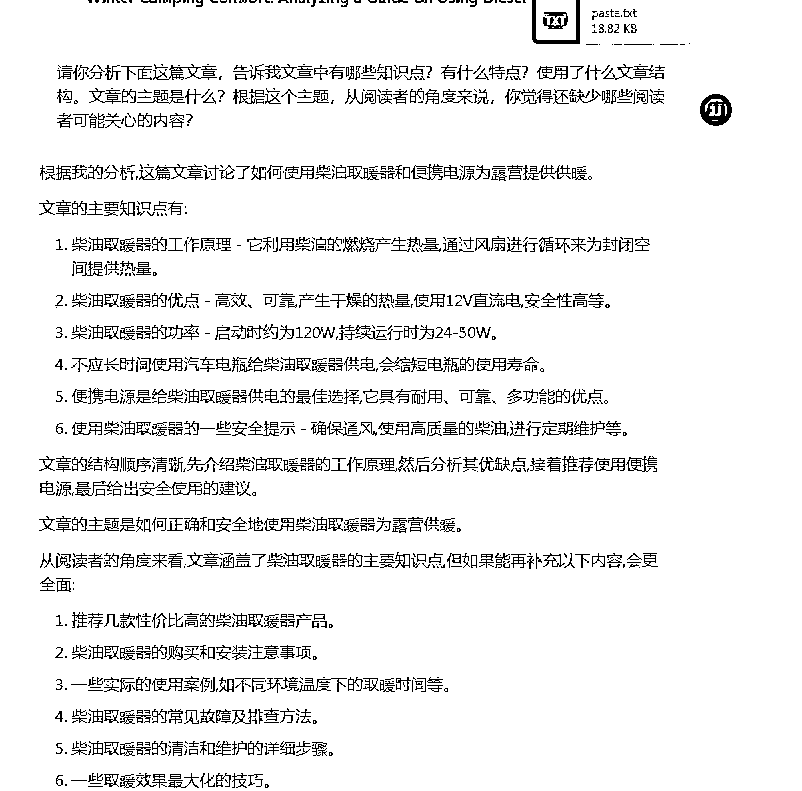 Winter Camping Comfort: Analyzing a Guide on Using Diesel
TXT
paste.txt
18.82 KB
请你分析下面这篇文章，告诉我文章中有哪些知识点？有什么特点？使用了什么文章结
构。文章的主题是什么？根据这个主题，从阅读者的角度来说，你觉得还缺少哪些阅读
者可能关心的内容？
根据我的分析,这篇文章讨论了如何使用柴油取暖器和便携电源为露营提供供暖。
文章的主要知识点有:
1. 柴油取暖器的工作原理 - 它利用柴油的燃烧产生热量,通过风扇进行循环来为封闭空
间提供热量。
2. 柴油取暖器的优点 - 高效、可靠,产生干燥的热量,使用12V直流电,安全性高等。
3. 柴油取暖器的功率 - 启动时约为120W,持续运行时为24-30W。
4. 不应长时间使用汽车电瓶给柴油取暖器供电,会缩短电瓶的使用寿命。
5. 便携电源是给柴油取暖器供电的最佳选择,它具有耐用、可靠、多功能的优点。
6. 使用柴油取暖器的一些安全提示 - 确保通风,使用高质量的柴油,进行定期维护等。
文章的结构顺序清晰,先介绍柴油取暖器的工作原理,然后分析其优缺点,接着推荐使用便携
电源,最后给出安全使用的建议。
文章的主题是如何正确和安全地使用柴油取暖器为露营供暖。
从阅读者的角度来看,文章涵盖了柴油取暖器的主要知识点,但如果能再补充以下内容,会更
全面:
1. 推荐几款性价比高的柴油取暖器产品。
2. 柴油取暖器的购买和安装注意事项。
3. 一些实际的使用案例,如不同环境温度下的取暖时间等。
4. 柴油取暖器的常见故障及排查方法。
5. 柴油取暖器的清洁和维护的详细步骤。
6. 一些取暖效果最大化的技巧。